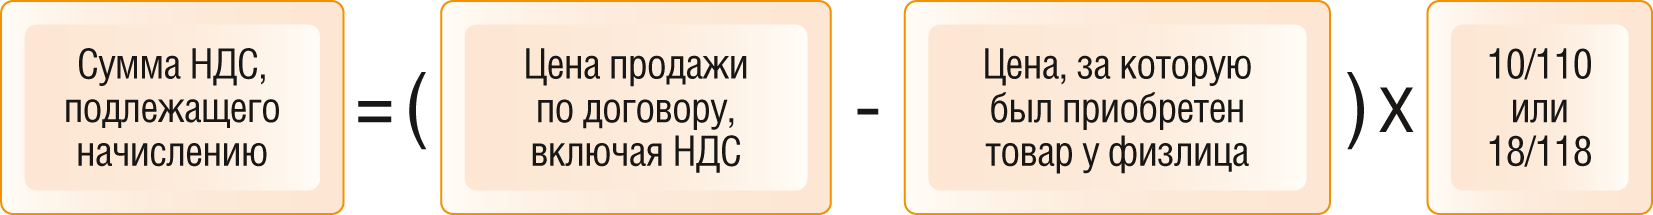 Сумма НДС,
подлежащего
начислению
= (
Цена продажи
по договору,
включая НДС
-
Цена, за которую
был приобретен
товар у физлица
) х
10/110
или
18/118